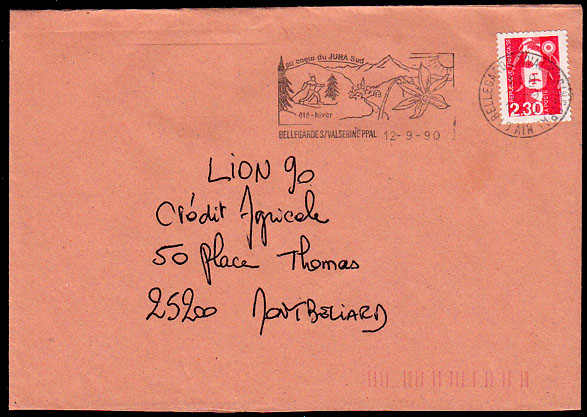 au coeur du JURA Sud
été - hiver
BELLEGARDE S/VALSERINE PPAL 12-9-90
2,30
LION 90
Crédit Agricole
50 place Thomas
25200 MONTBELIARD